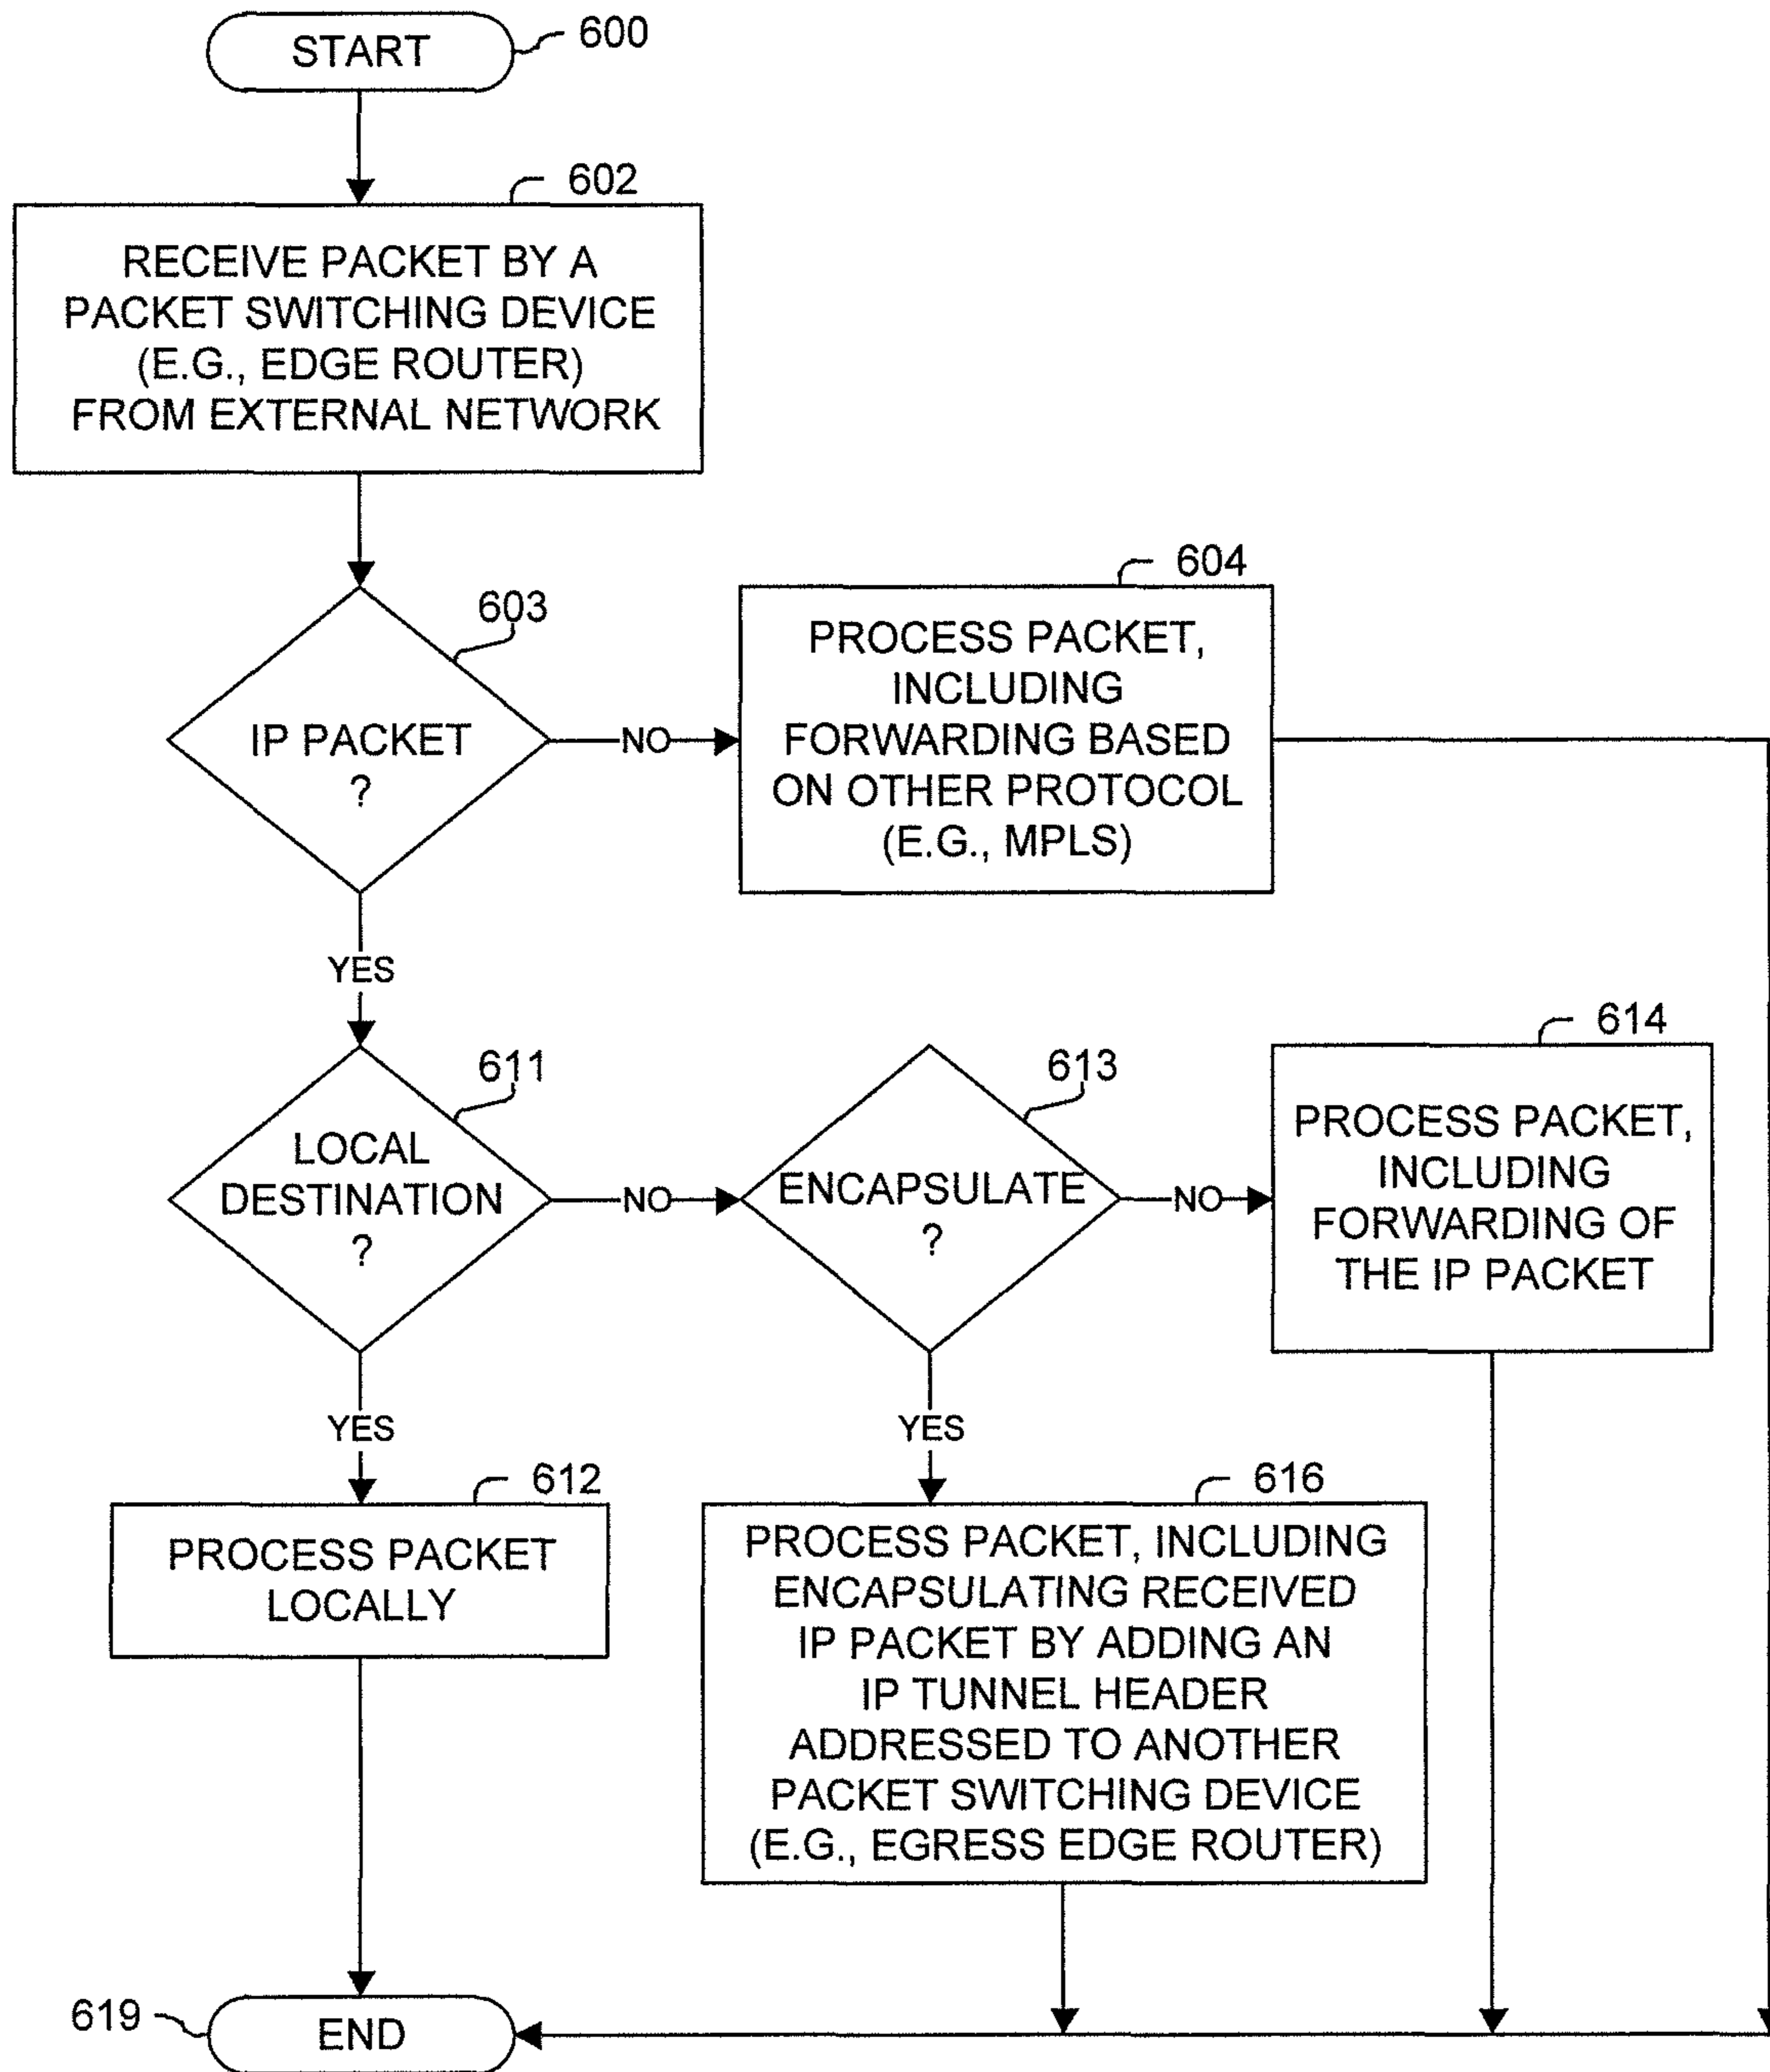 START
600
602
RECEIVE PACKET BY A
PACKET SWITCHING DEVICE
(E.G., EDGE ROUTER)
FROM EXTERNAL NETWORK
603
IP PACKET
?
NO
604
PROCESS PACKET,
INCLUDING
FORWARDING BASED
ON OTHER PROTOCOL
(E.G., MPLS)
YES
611
LOCAL
DESTINATION
?
NO
613
ENCAPSULATE
?
NO
614
PROCESS PACKET,
INCLUDING
FORWARDING OF
THE IP PACKET
YES
YES
612
PROCESS PACKET
LOCALLY
616
PROCESS PACKET, INCLUDING
ENCAPSULATING RECEIVED
IP PACKET BY ADDING AN
IP TUNNEL HEADER
ADDRESSED TO ANOTHER
PACKET SWITCHING DEVICE
(E.G., EGRESS EDGE ROUTER)
619
END